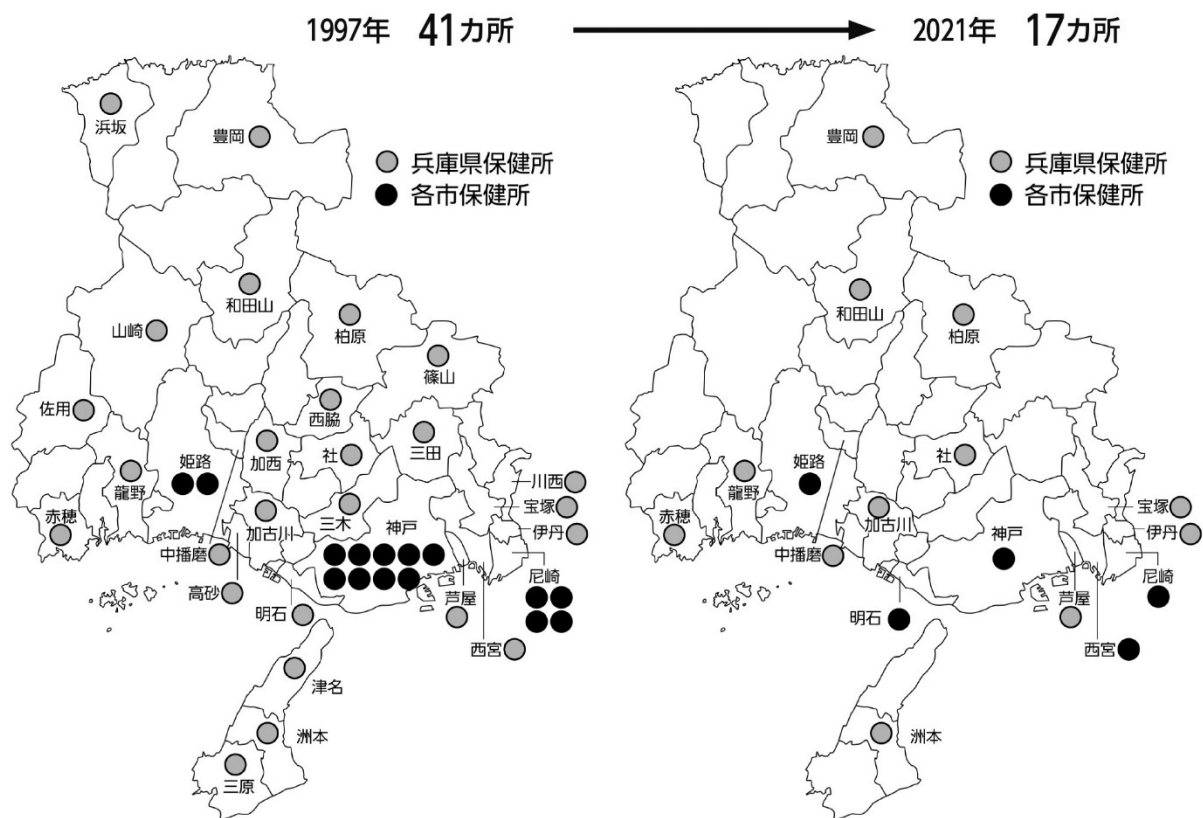 1997年 41カ所
2021年 17カ所
浜坂
豊岡
兵庫県保健所
各市保健所
和田山
山崎
柏原
篠山
佐用
西脇
加西
社
三田
姫路
龍野
川西
赤穂
加古川
三木
神戸
宝塚
伊丹
中播磨
尼崎
高砂
明石
芦屋
西宮
津名
洲本
三原
豊岡
兵庫県保健所
各市保健所
和田山
柏原
社
姫路
龍野
赤穂
加古川
神戸
宝塚
伊丹
中播磨
尼崎
明石
芦屋
西宮
洲本